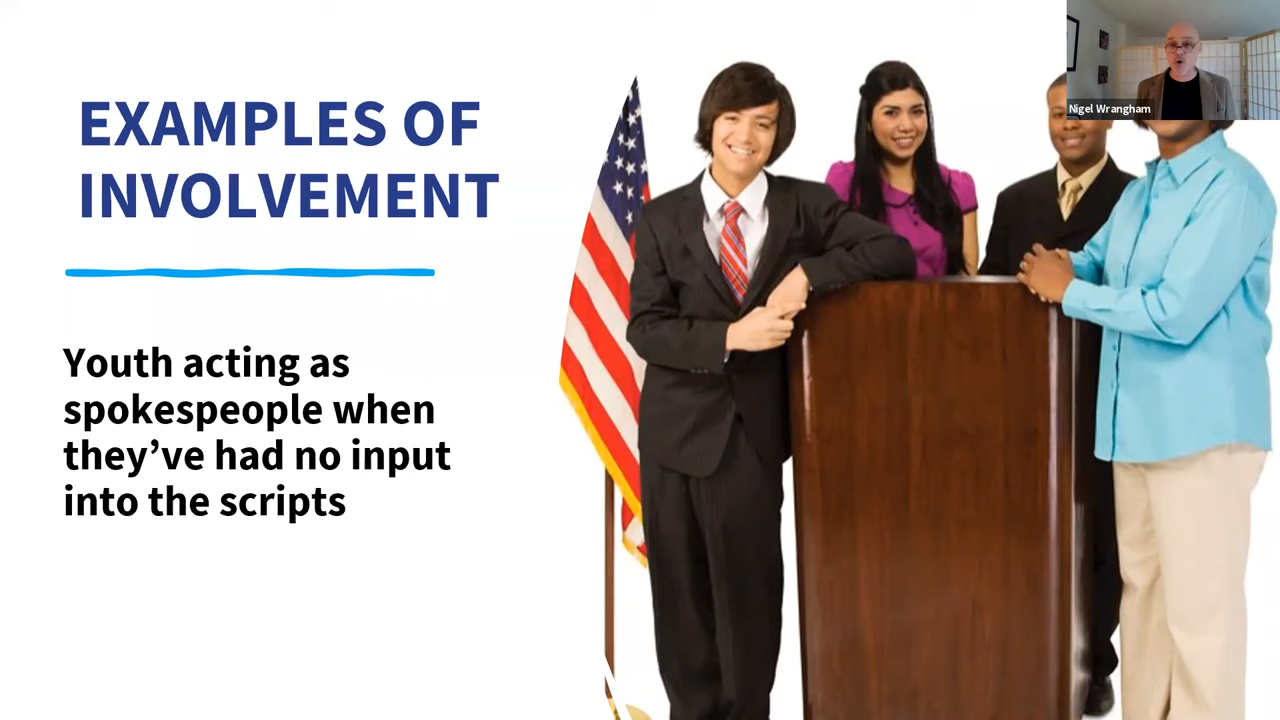 EXAMPLES OF
INVOLVEMENT
Youth acting as
spokespeople when
they’ve had no input
into the scripts
Nigel Wrangham